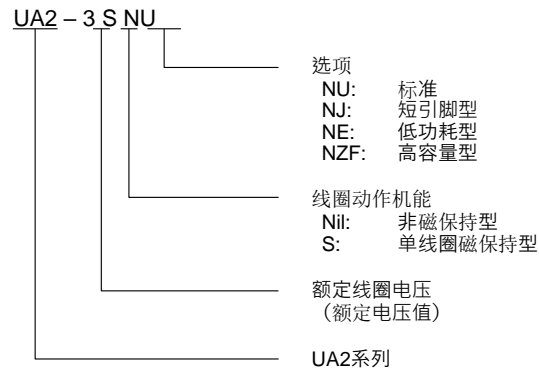 UA2 – 3 S NU
选项
NU: 标准
NJ: 短引脚型
NE: 低功耗型
NZF: 高容量型
线圈动作机能
Nil: 非磁保持型
S: 单线圈磁保持型
额定线圈电压
（额定电压值）
UA2系列